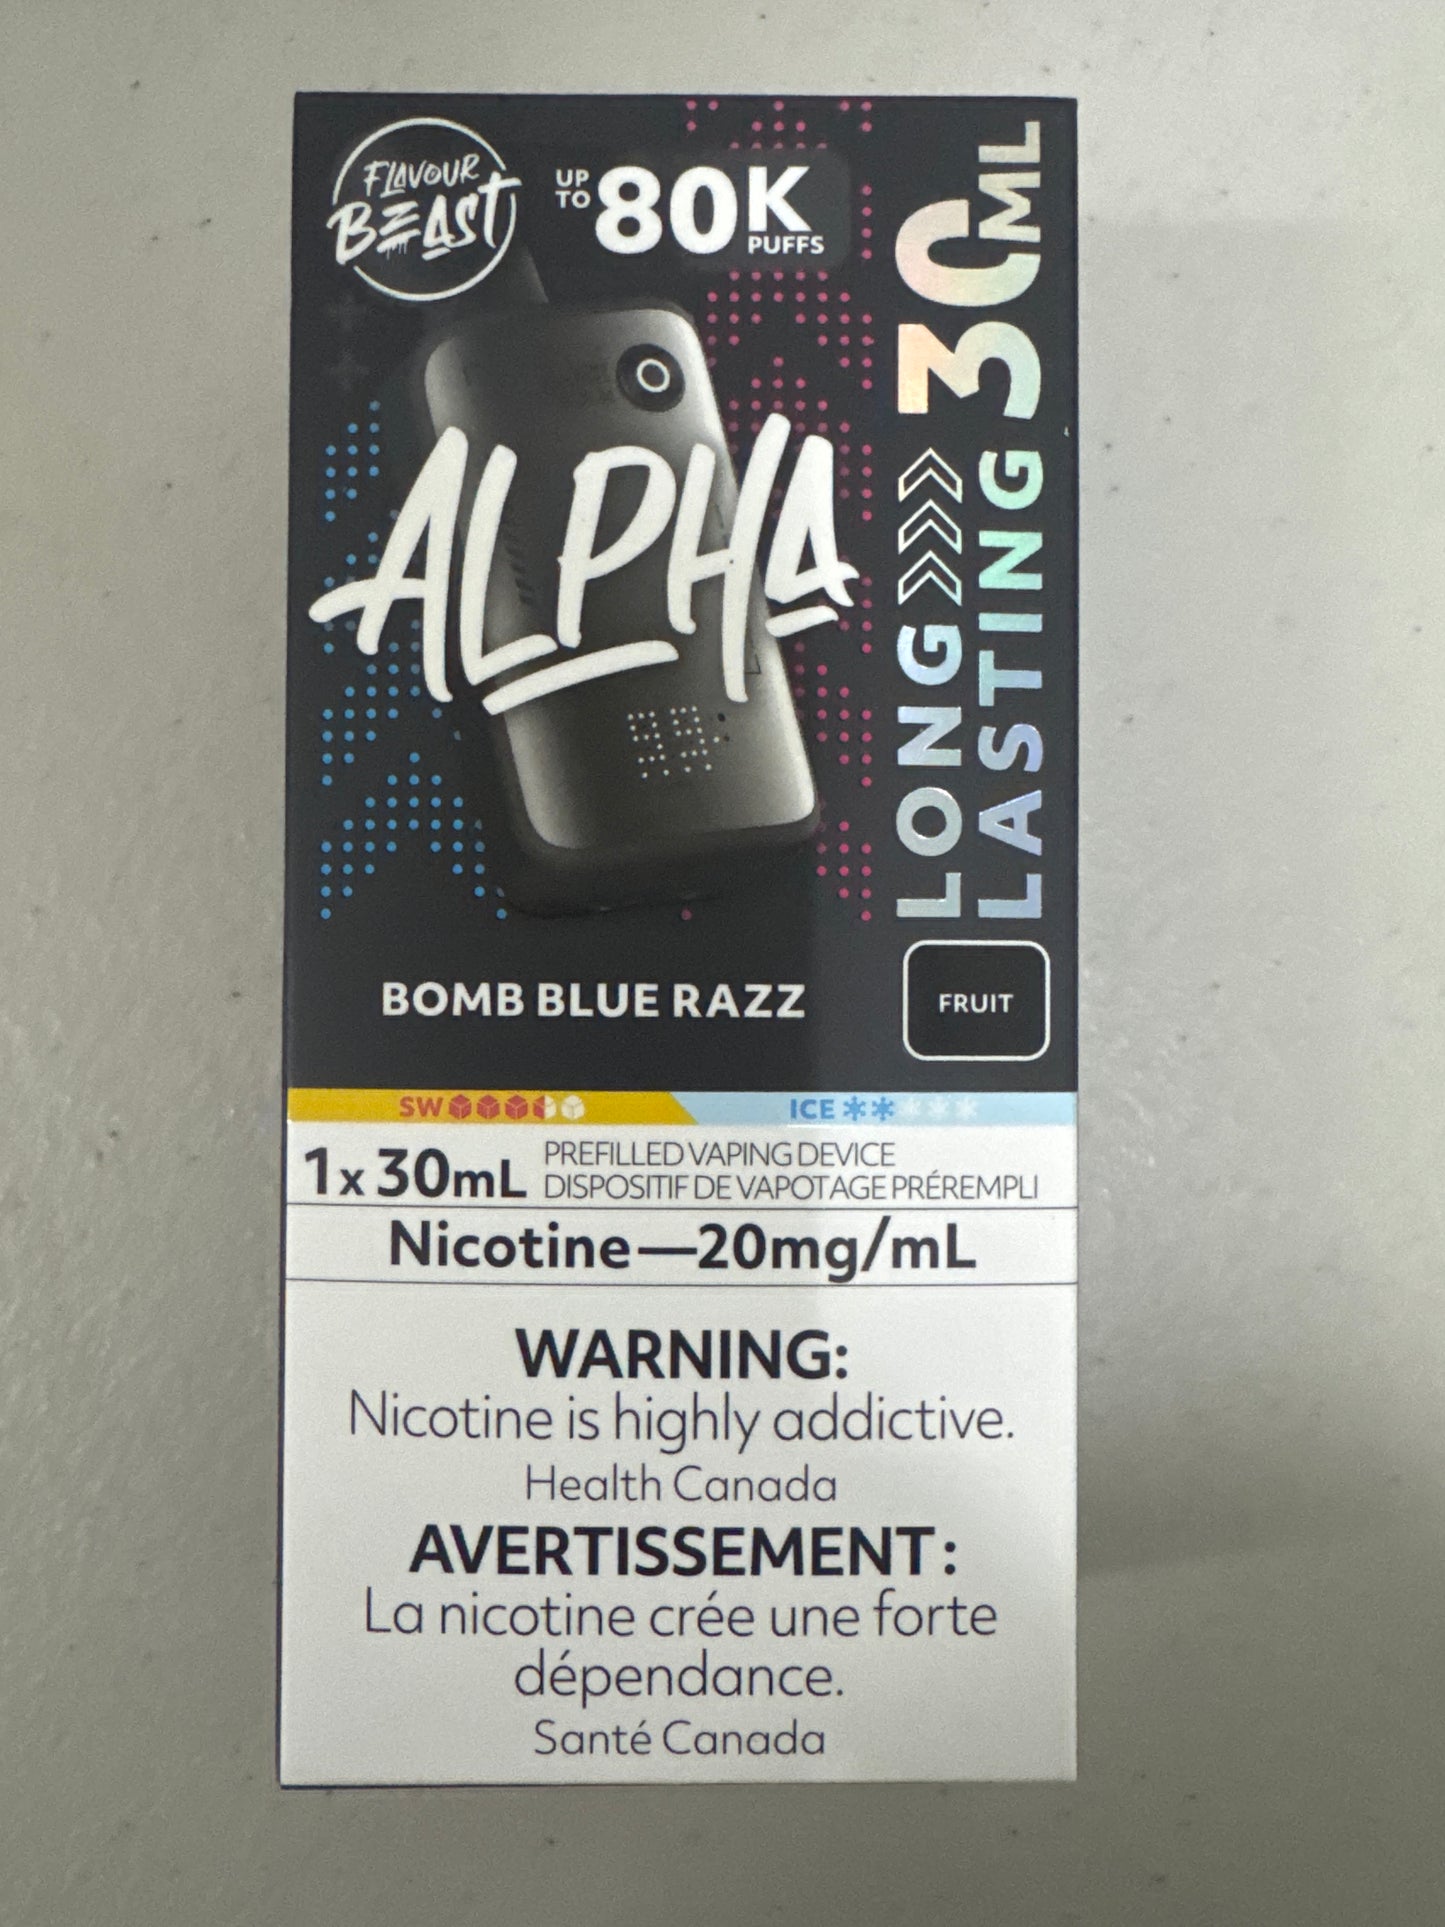 FLAVOUR
BEAST
UP
TO
80K
PUFFS
30ML
LONG
LASTING
ALPHA
99
BOMB BLUE RAZZ
FRUIT
SW
ICE
1x30mL
PREFILLED VAPING DEVICE
DISPOSITIF DE VAPOTAGE PRÉREMPLI
Nicotine—20mg/mL
WARNING:
Nicotine is highly addictive.
Health Canada
AVERTISSEMENT:
La nicotine crée une forte
dépendance.
Santé Canada